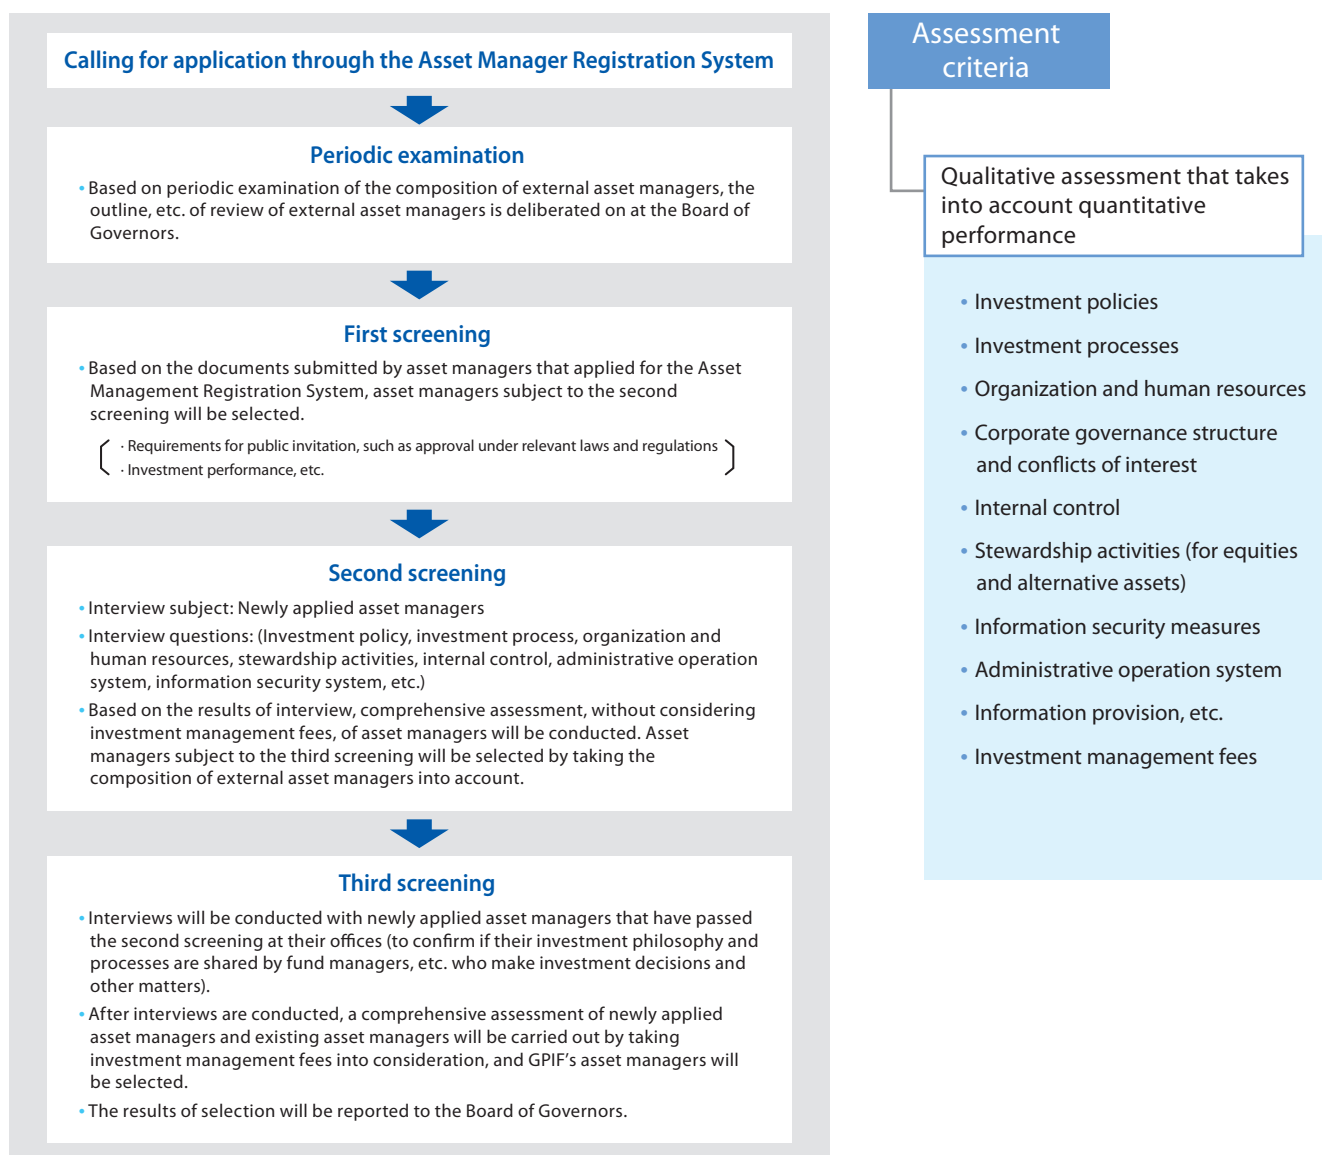 Calling for application through the Asset Manager Registration System
Periodic examination
• Based on periodic examination of the composition of external asset managers, the
outline, etc. of review of external asset managers is deliberated on at the Board of
Governors.
First screening
• Based on the documents submitted by asset managers that applied for the Asset
Management Registration System, asset managers subject to the second
screening will be selected.
· Requirements for public invitation, such as approval under relevant laws and regulations
· Investment performance, etc.
Second screening
• Interview subject: Newly applied asset managers
• Interview questions: (Investment policy, investment process, organization and
human resources, stewardship activities, internal control, administrative operation
system, information security system, etc.)
• Based on the results of interview, comprehensive assessment, without considering
investment management fees, of asset managers will be conducted. Asset
managers subject to the third screening will be selected by taking the
composition of external asset managers into account.
Third screening
• Interviews will be conducted with newly applied asset managers that have passed
the second screening at their offices (to confirm if their investment philosophy and
processes are shared by fund managers, etc. who make investment decisions and
other matters).
• After interviews are conducted, a comprehensive assessment of newly applied
asset managers and existing asset managers will be carried out by taking
investment management fees into consideration, and GPIF's asset managers will
be selected.
• The results of selection will be reported to the Board of Governors.
Assessment
criteria
Qualitative assessment that takes
into account quantitative
performance
• Investment policies
• Investment processes
• Organization and human resources
• Corporate governance structure
and conflicts of interest
• Internal control
• Stewardship activities (for equities
and alternative assets)
• Information security measures
• Administrative operation system
• Information provision, etc.
• Investment management fees